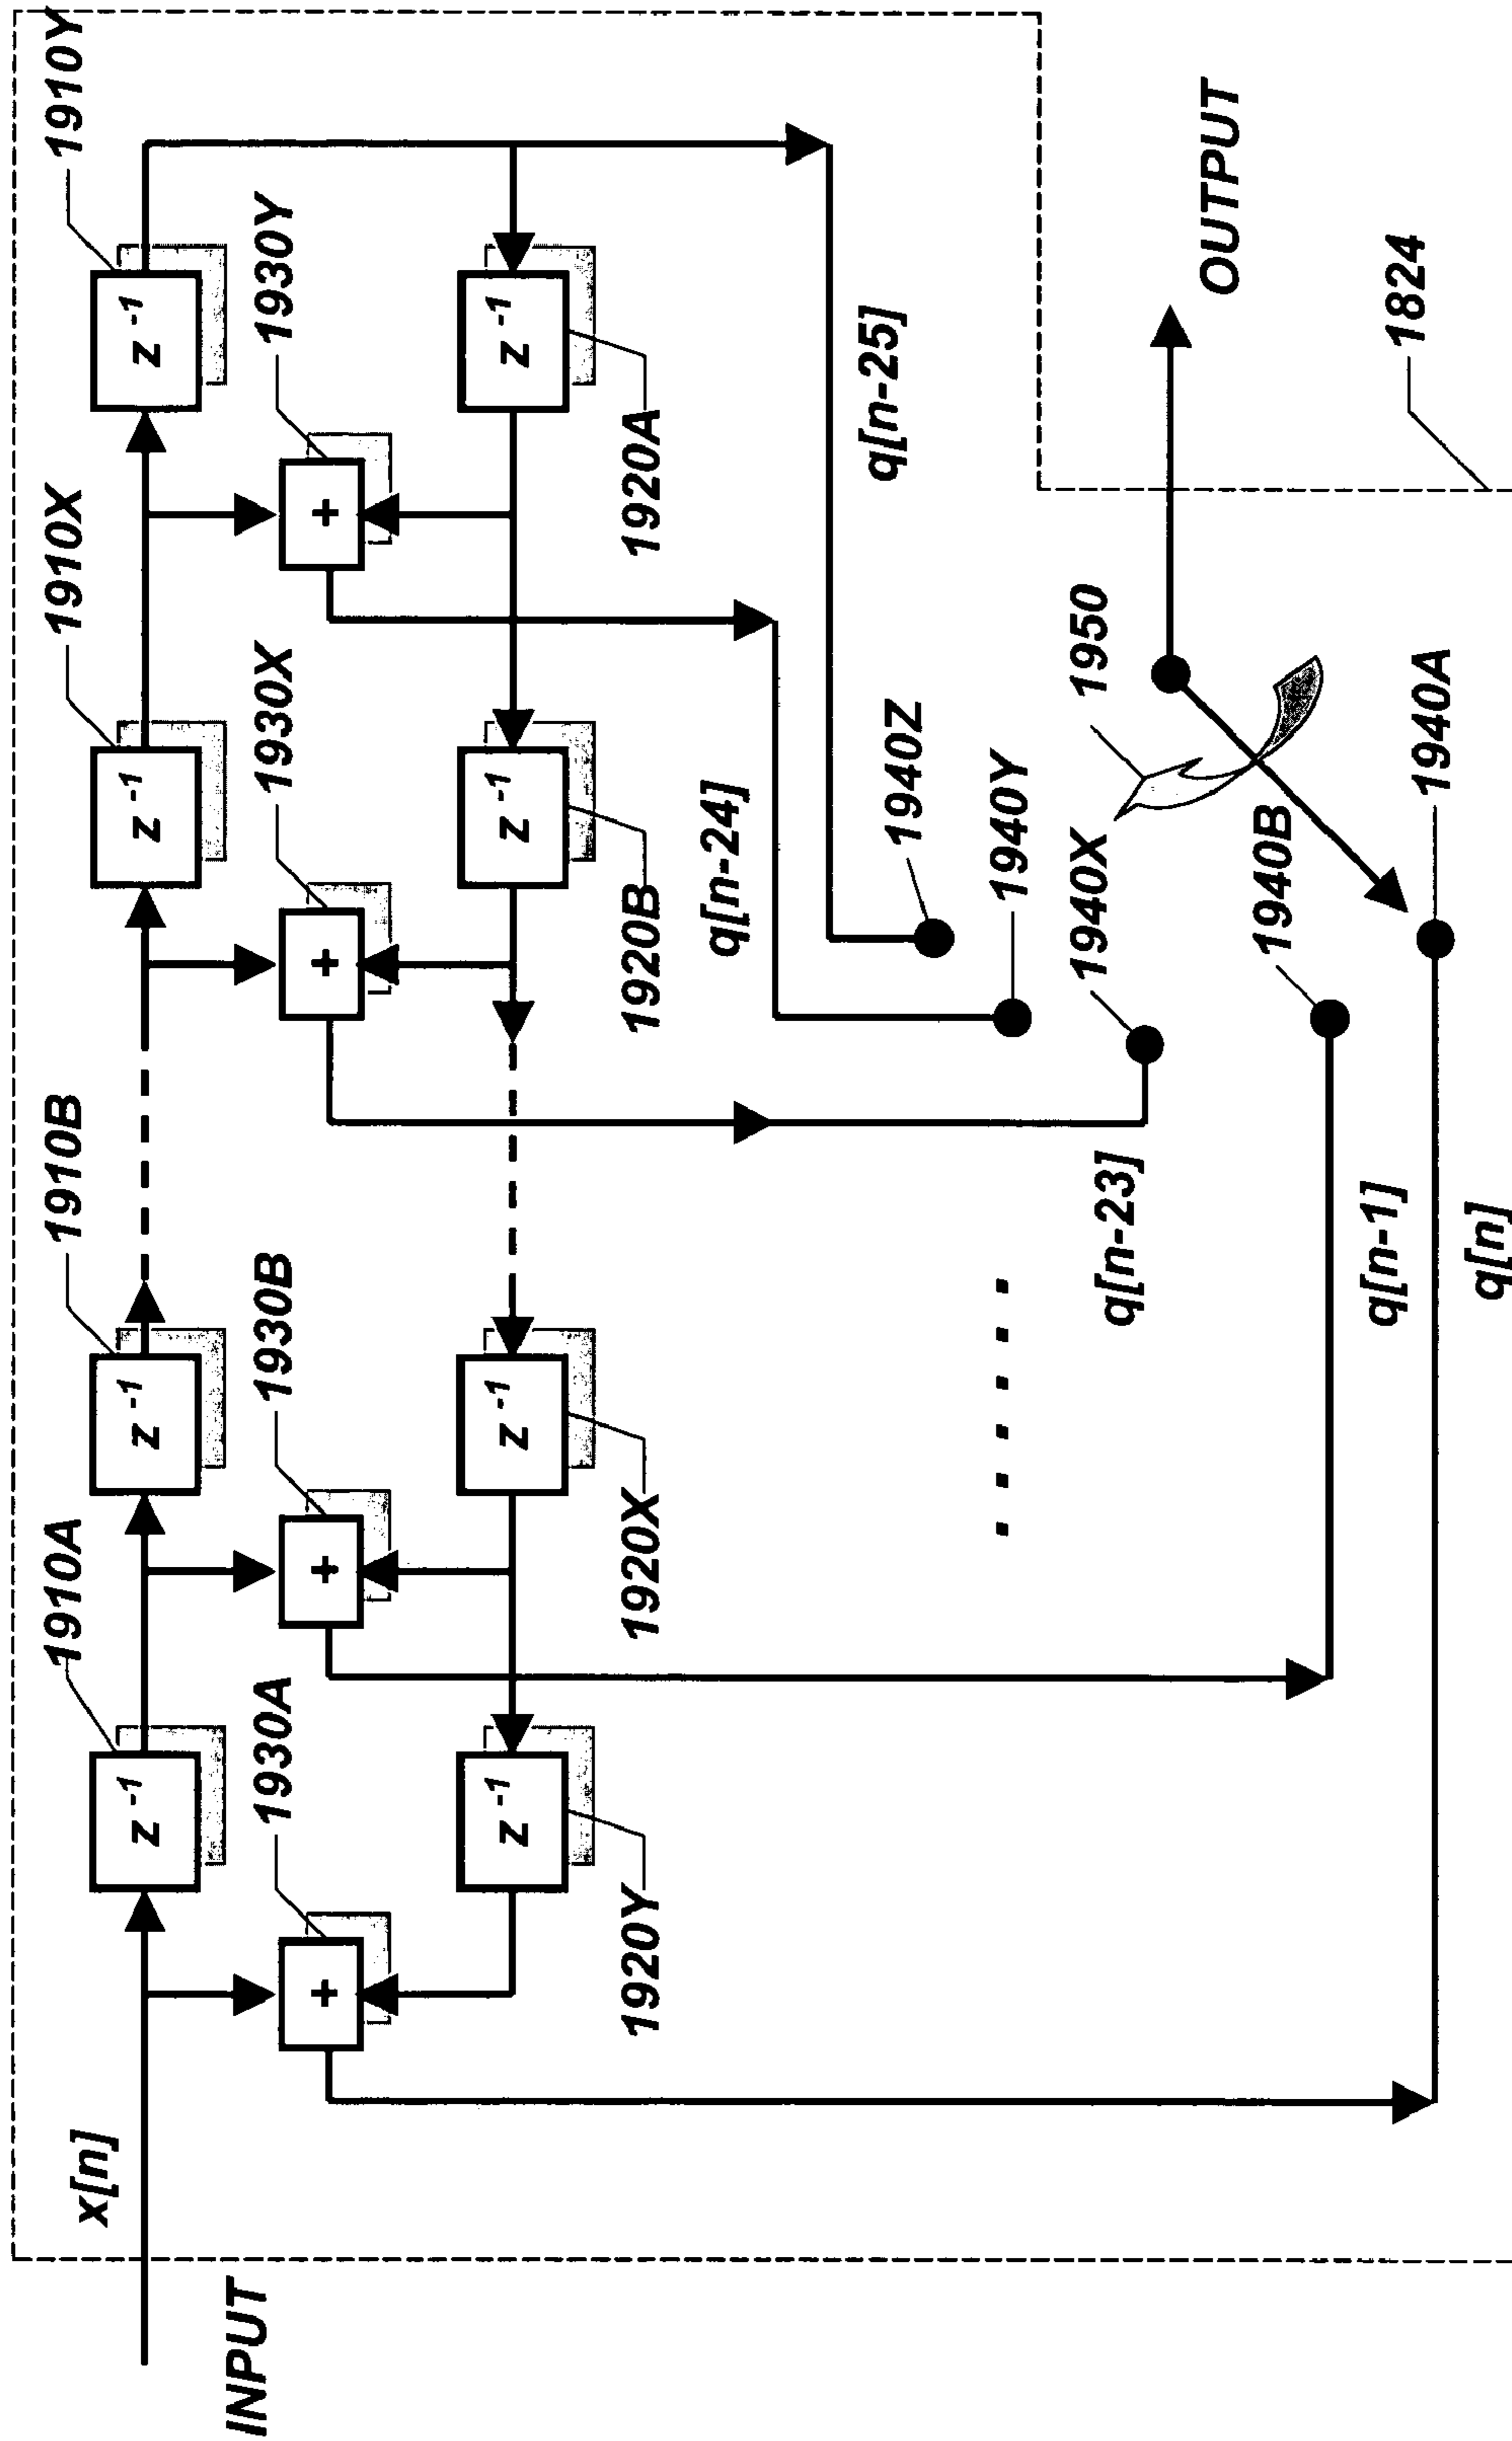 INPUT
x[n]
1910A
1910B
1910X
1910Y
z -1
z -1
z -1
z -1
1930A
1930B
1930X
1930Y
+
+
+
+
z -1
z -1
z -1
z -1
1920Y
1920X
1920B
1920A
q[n-24]
q[n-25]
1940Z
1940Y
1940X
1950
q[n-23]
1940B
OUTPUT
q[n-1]
1940A
1824
q[n]